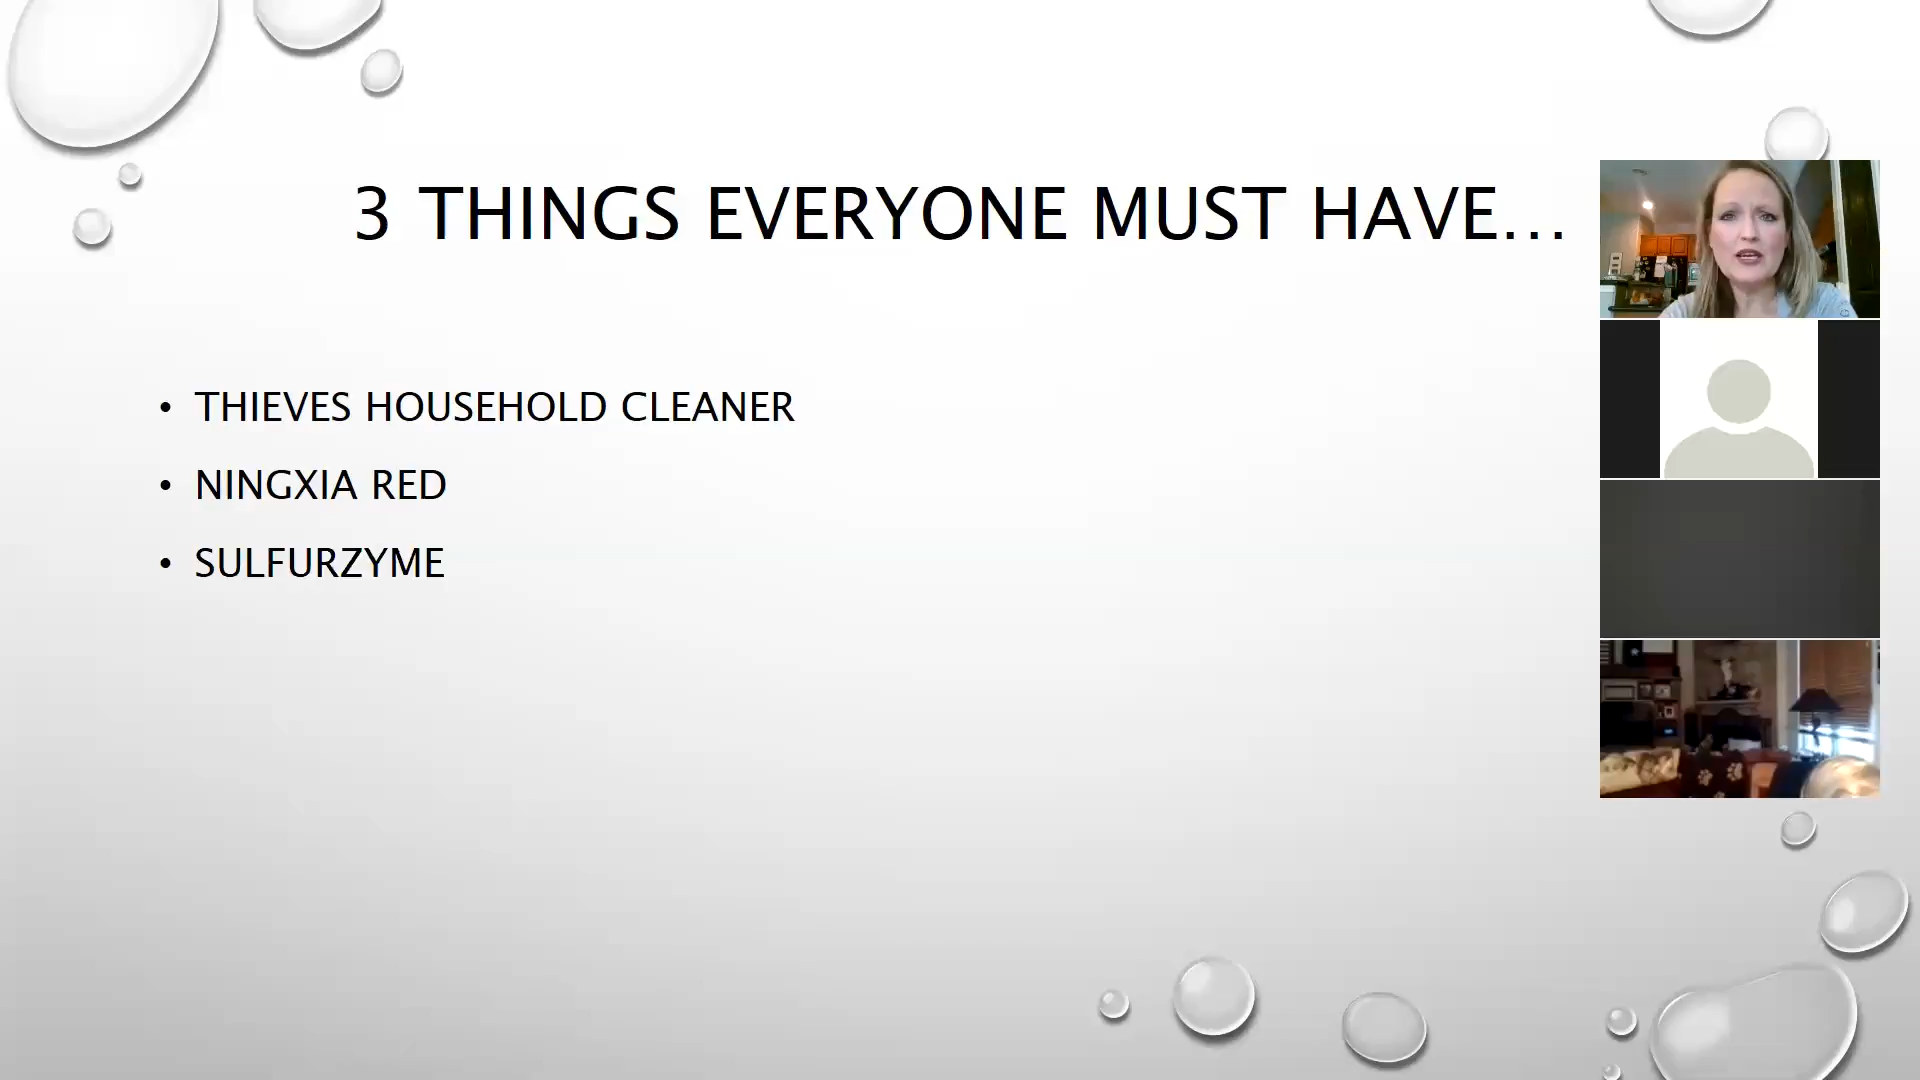 3 THINGS EVERYONE MUST HAVE...
• THIEVES HOUSEHOLD CLEANER
• NINGXIA RED
• SULFURZYME